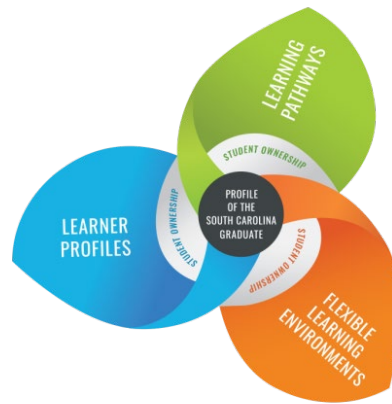 LEARNING
PATHWAYS
STUDENT OWNERSHIP
PROFILE
OF THE
SOUTH CAROLINA
GRADUATE
LEARNER
PROFILES
STUDENT OWNERSHIP
STUDENT OWNERSHIP
FLEXIBLE
LEARNING
ENVIRONMENTS